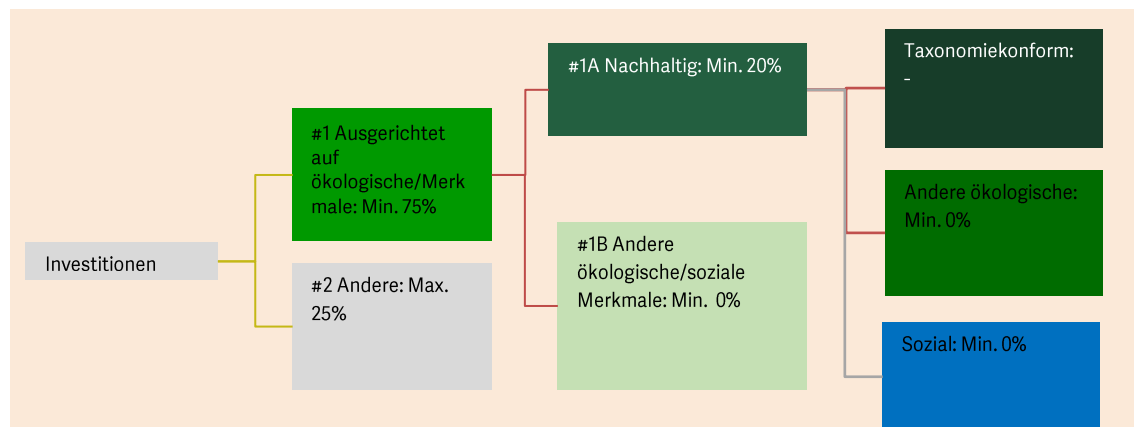 Investitionen
#1 Ausgerichtet
auf
ökologische/Merk
male: Min. 75%
#2 Andere: Max.
25%
#1A Nachhaltig: Min. 20%
#1B Andere
ökologische/soziale
Merkmale: Min. 0%
Taxonomiekonform:
-
Andere ökologische:
Min. 0%
Sozial: Min. 0%